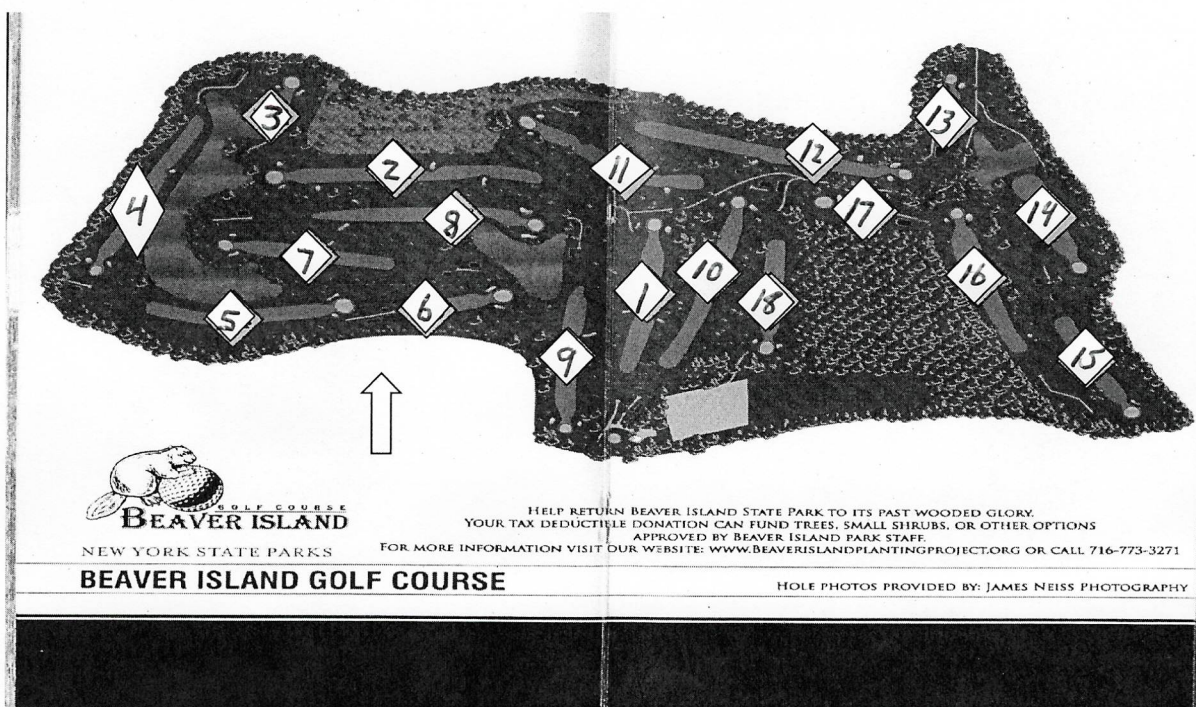 3
13
2
12
11
4
8
17
14
7
10
16
1
18
5
6
9
15
GOLF COURSE
BEAVER ISLAND
NEW YORK STATE PARKS
HELP RETURN BEAVER ISLAND STATE PARK TO ITS PAST WOODED GLORY.
YOUR TAX DEDUCTIBLE DONATION CAN FUND TREES, SMALL SHRUBS, OR OTHER OPTIONS
APPROVED BY BEAVER ISLAND PARK STAFF.
FOR MORE INFORMATION VISIT OUR WEBSITE: WWW.BEAVERISLANDPLANTINGPROJECT.ORG OR CALL 716-773-3271
BEAVER ISLAND GOLF COURSE
HOLE PHOTOS PROVIDED BY: JAMES NEISS PHOTOGRAPHY